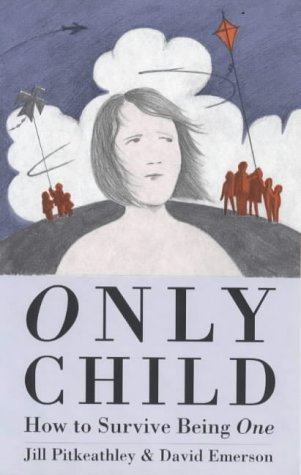 ONLY
CHILD
How to Survive Being One
Jill Pitkeathley & David Emerson